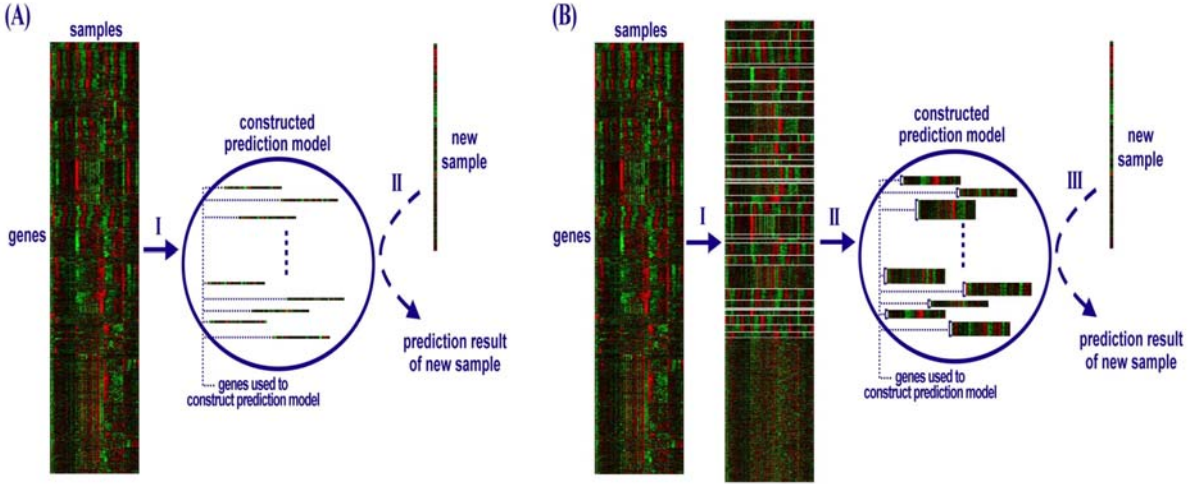 (A)
samples
genes
I
constructed
prediction model
II
new
sample
prediction result
of new sample
genes used to
construct prediction model
(B)
samples
genes
I
II
constructed
prediction model
III
new
sample
prediction result
of new sample
genes used to
construct prediction model